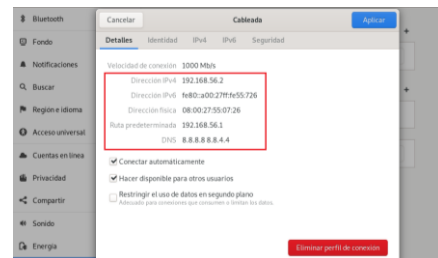 Bluetooth
Fondo
Notificaciones
Buscar
Región e idioma
Acceso universal
Cuentas en línea
Privacidad
Compartir
Sonido
Energía
Cancelar Cableada Aplicar
Detalles Identidad IPv4 IPv6 Seguridad
Velocidad de conexión 1000 Mb/s
Dirección IPv4 192.168.56.2
Dirección IPv6 fe80::a00:27ff:fe55:726
Dirección física 08:00:27:55:07:26
Ruta predeterminada 192.168.56.1
DNS 8.8.8.8 8.8.4.4
Conectar automáticamente
Hacer disponible para otros usuarios
Restringir el uso de datos en segundo plano
Adecuado para conexiones que consumen o limitan los datos.
Eliminar perfil de conexión